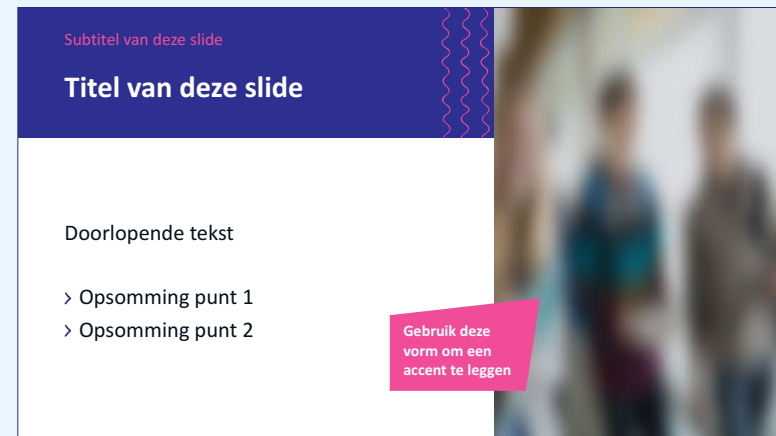 Subtitel van deze slide
Titel van deze slide
Doorlopende tekst
› Opsomming punt 1
› Opsomming punt 2
Gebruik deze
vorm om een
accent te leggen